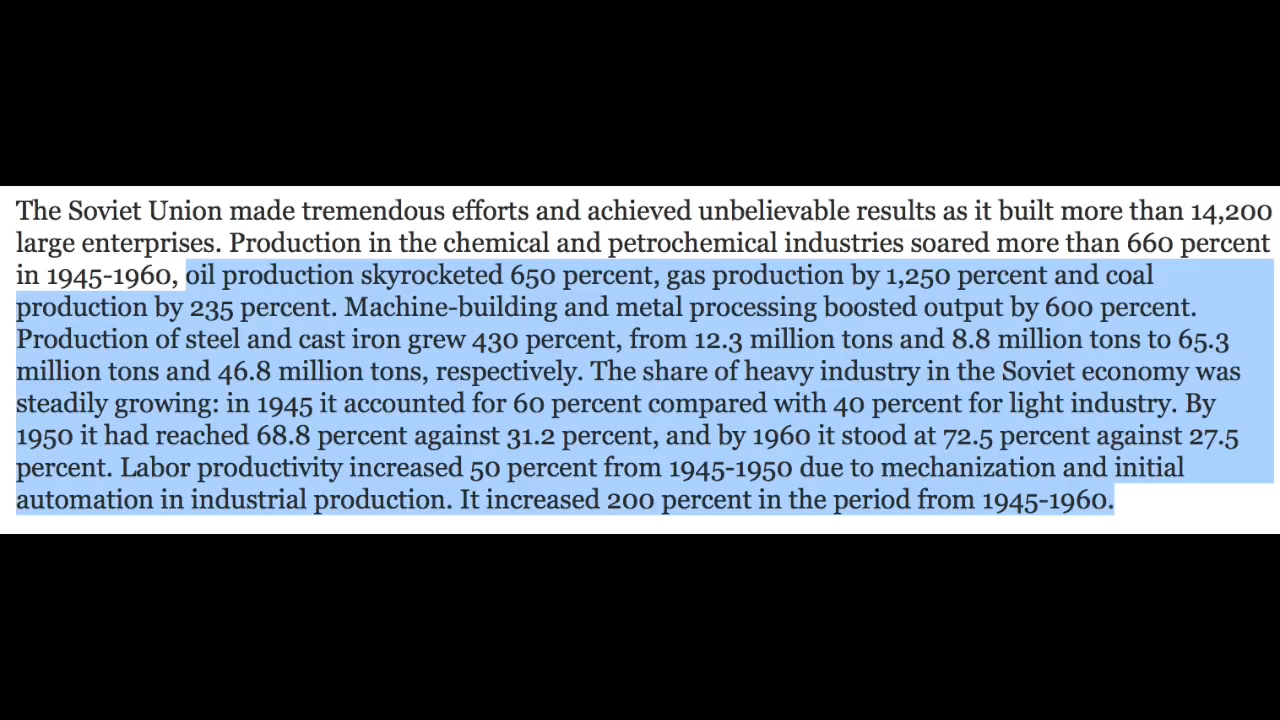 The Soviet Union made tremendous efforts and achieved unbelievable results as it built more than 14,200
large enterprises. Production in the chemical and petrochemical industries soared more than 660 percent
in 1945-1960, oil production skyrocketed 650 percent, gas production by 1,250 percent and coal
production by 235 percent. Machine-building and metal processing boosted output by 600 percent.
Production of steel and cast iron grew 430 percent, from 12.3 million tons and 8.8 million tons to 65.3
million tons and 46.8 million tons, respectively. The share of heavy industry in the Soviet economy was
steadily growing: in 1945 it accounted for 60 percent compared with 40 percent for light industry. By
1950 it had reached 68.8 percent against 31.2 percent, and by 1960 it stood at 72.5 percent against 27.5
percent. Labor productivity increased 50 percent from 1945-1950 due to mechanization and initial
automation in industrial production. It increased 200 percent in the period from 1945-1960.